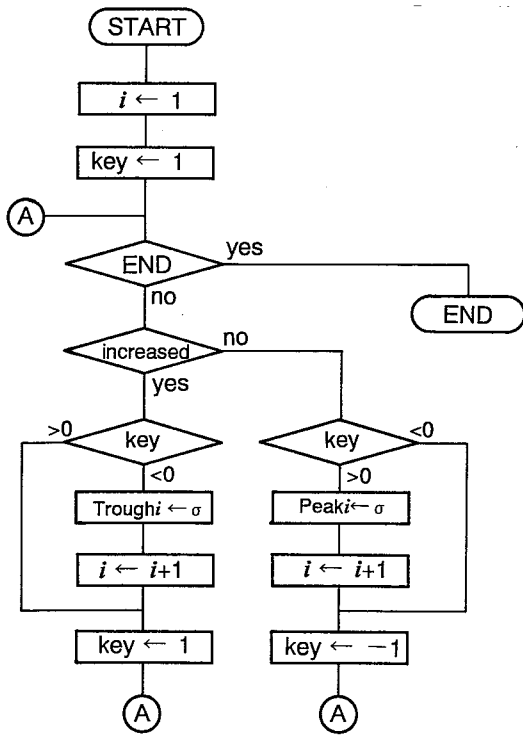 START
i ← 1
key ← 1
A
END
yes
no
END
increased
no
yes
>0
key
<0
key
<0
>0
Troughi ← σ
Peaki← σ
i ← i+1
i ← i+1
key ← 1
key ← −1
A
A